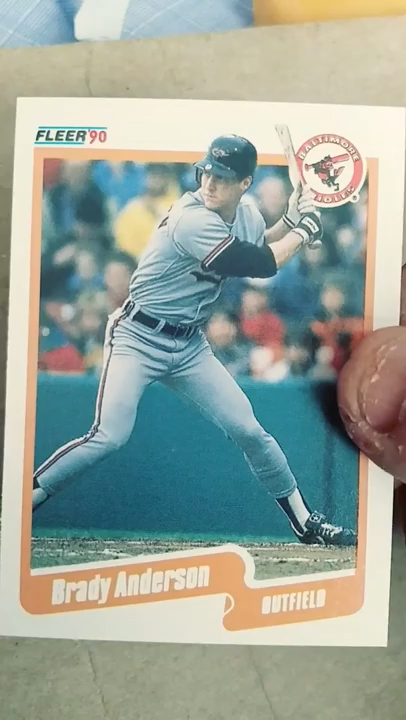 FLEER '90
BALTIMORE
ORIOLES
Brady Anderson
OUTFIELD